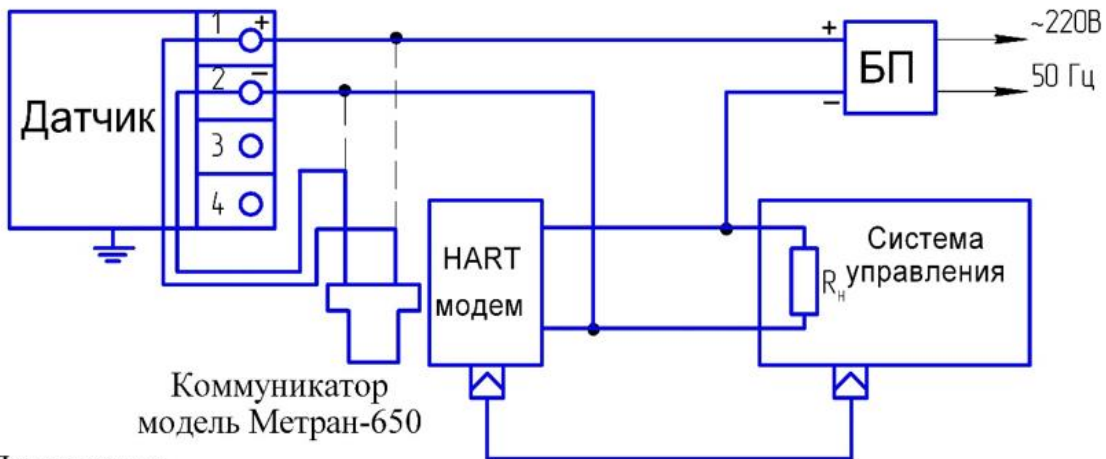 1 +
~220В
+
БП
2 –
–
50 Гц
Датчик
3
4
HART
модем
Система
управления
Rн
Коммуникатор
модель Метран-650